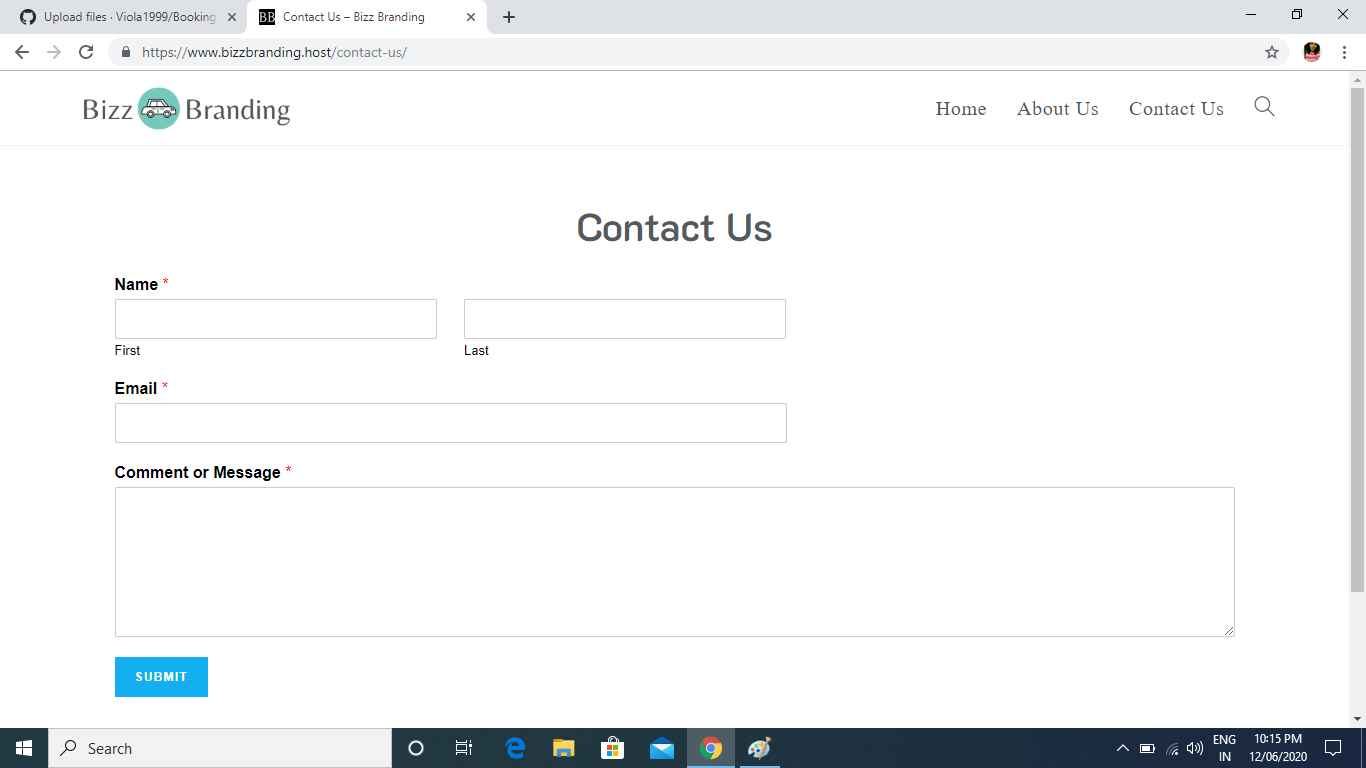 Upload files · Viola1999/Booking
BB Contact Us – Bizz Branding
https://www.bizzbranding.host/contact-us/
Bizz Branding
Home About Us Contact Us
Contact Us
Name *
First Last
Email *
Comment or Message *
SUBMIT
Search
ENG
IN
10:15 PM
12/06/2020